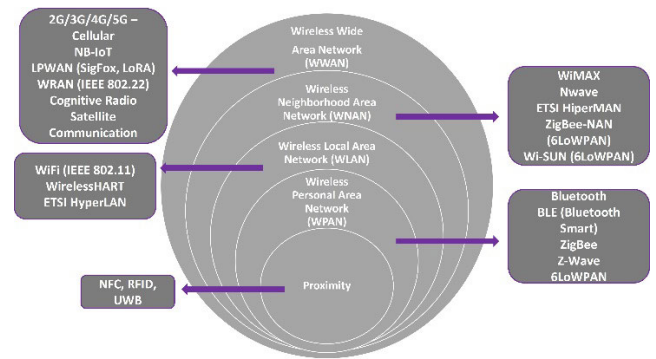 2G/3G/4G/5G –
Cellular
NB-IoT
LPWAN (SigFox, LoRA)
WRAN (IEEE 802.22)
Cognitive Radio
Satellite
Communication
WiFi (IEEE 802.11)
WirelessHART
ETSI HyperLAN
NFC, RFID,
UWB
Wireless Wide
Area Network
(WWAN)
Wireless
Neighborhood Area
Network (WNAN)
Wireless Local Area
Network (WLAN)
Wireless
Personal Area
Network
(WPAN)
Proximity
WiMAX
Nwave
ETSI HiperMAN
ZigBee-NAN
(6LoWPAN)
Wi-SUN (6LoWPAN)
Bluetooth
BLE (Bluetooth
Smart)
ZigBee
Z-Wave
6LoWPAN